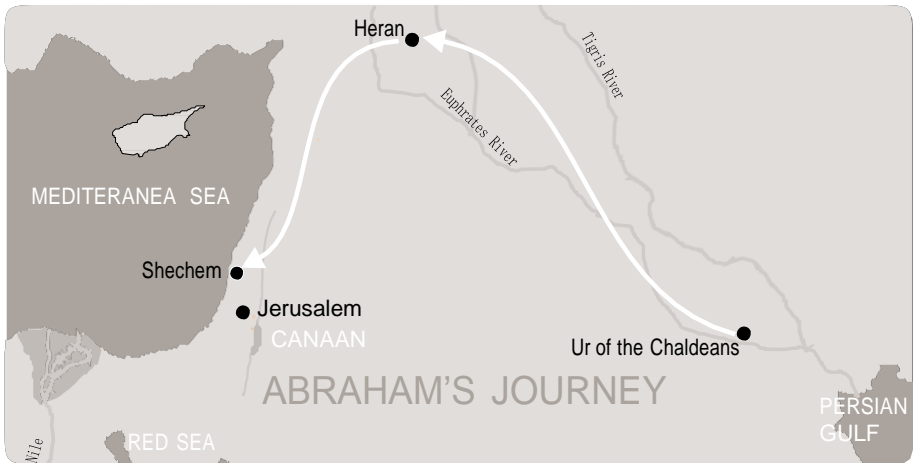 Heran
Tigris River
Euphrates River
MEDITERANEA SEA
Shechem
Jerusalem
CANAAN
Ur of the Chaldeans
ABRAHAM'S JOURNEY
PERSIAN
GULF
RED SEA
Nile